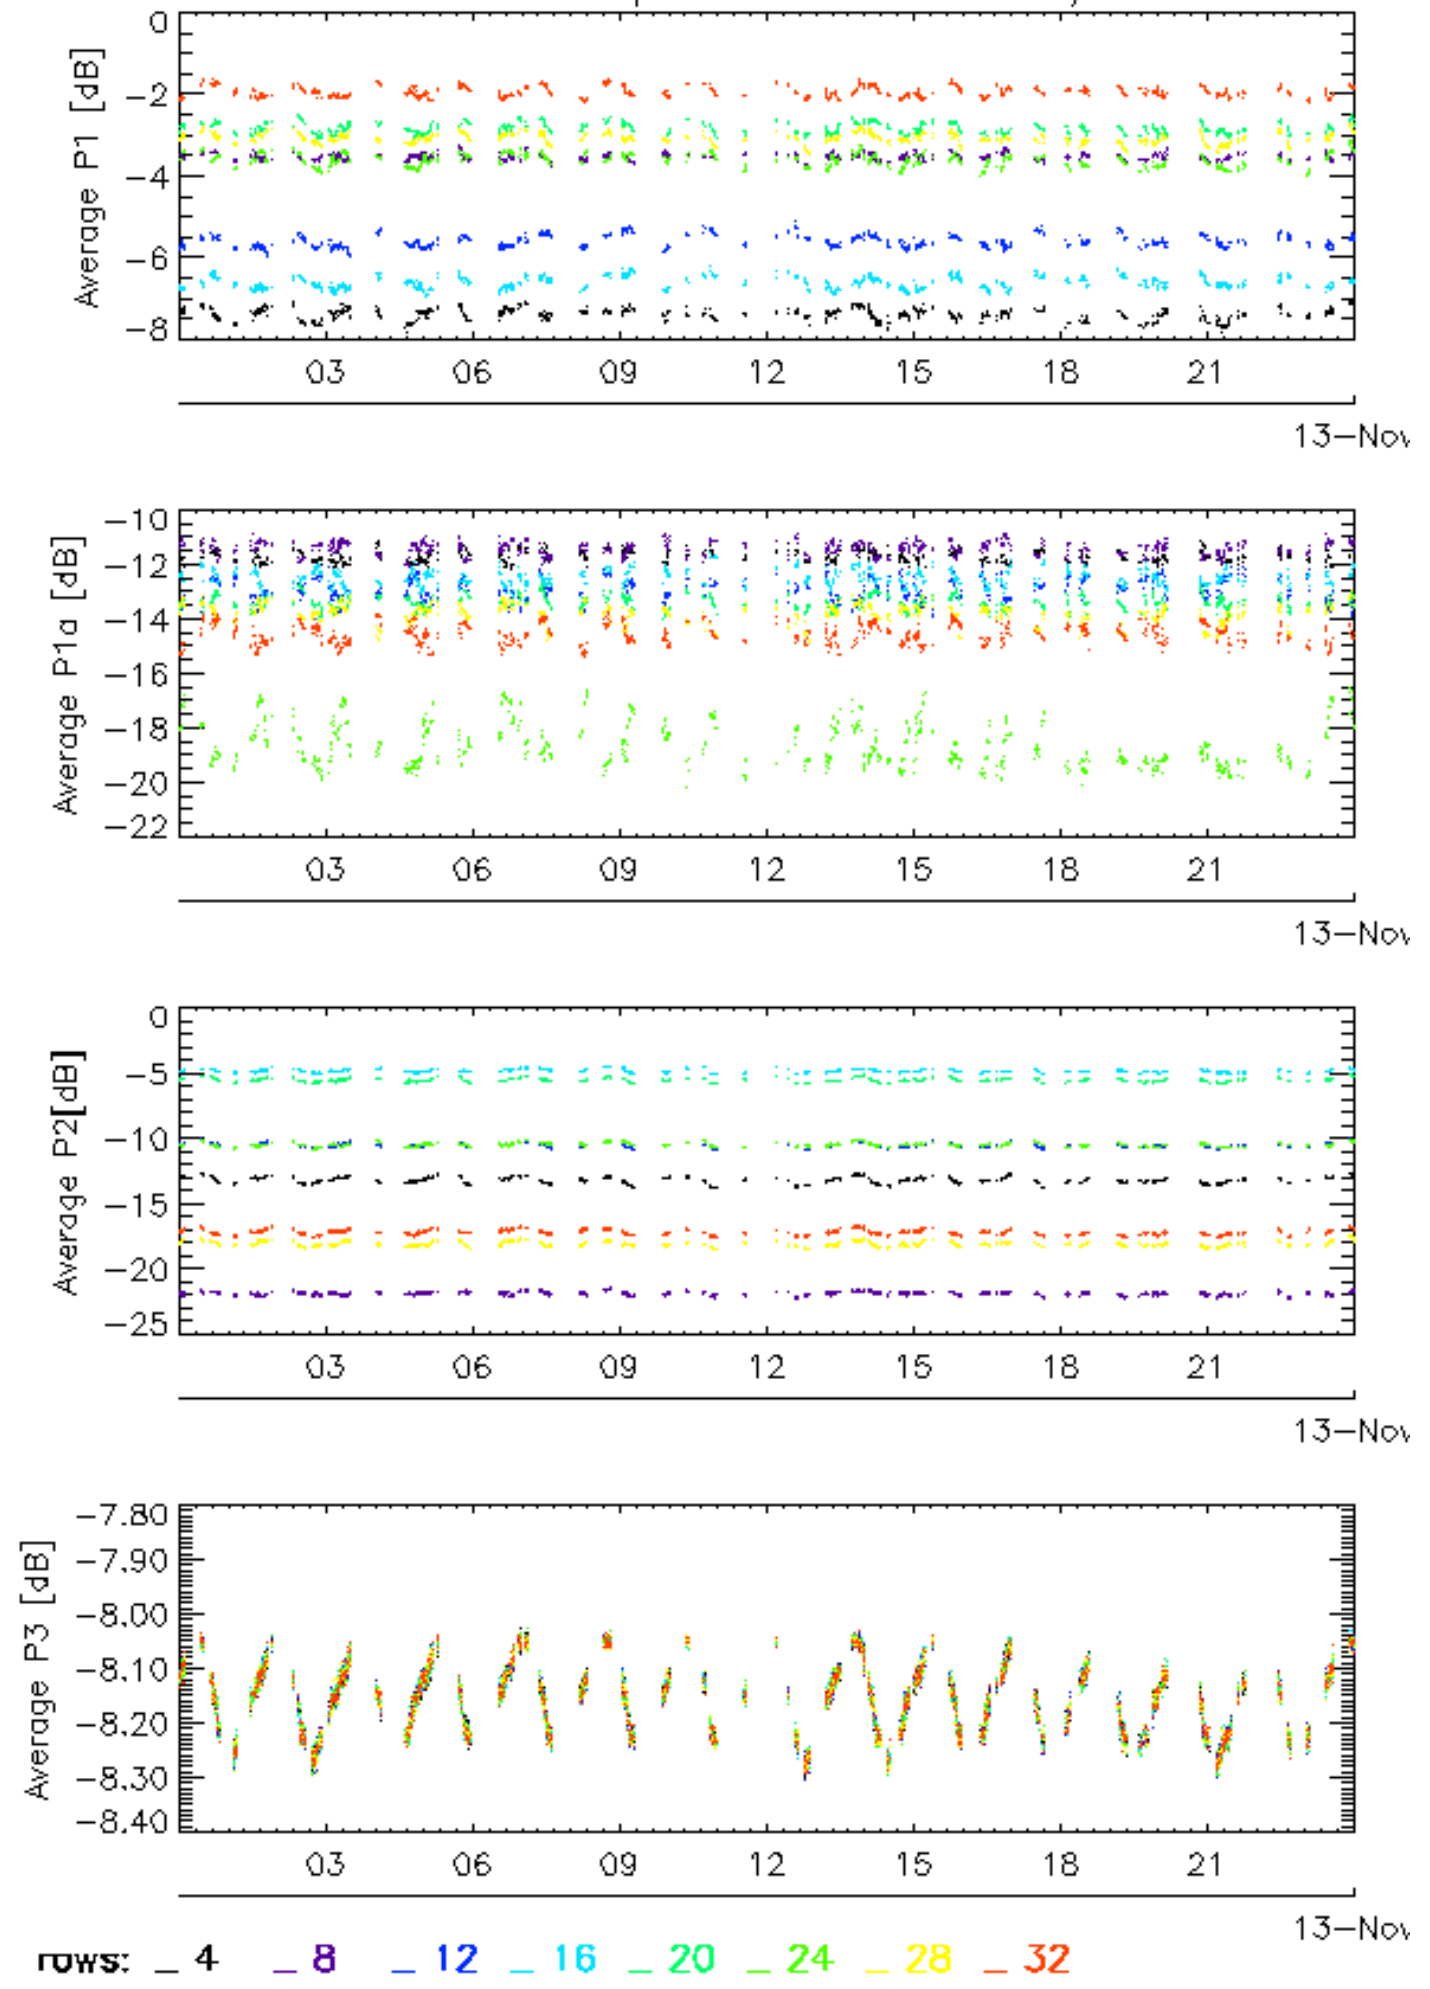 Average P1 [dB]
0
−2
−4
−6
−8
03 06 09 12 15 18 21
13−Nov
Average P1a [dB]
−10
−12
−14
−16
−18
−20
−22
03 06 09 12 15 18 21
13−Nov
Average P2[dB]
0
−5
−10
−15
−20
−25
03 06 09 12 15 18 21
13−Nov
Average P3 [dB]
−7.80
−7.90
−8.00
−8.10
−8.20
−8.30
−8.40
03 06 09 12 15 18 21
13−Nov
rows: _ 4 _ 8 _ 12 _ 16 _ 20 _ 24 _ 28 _ 32